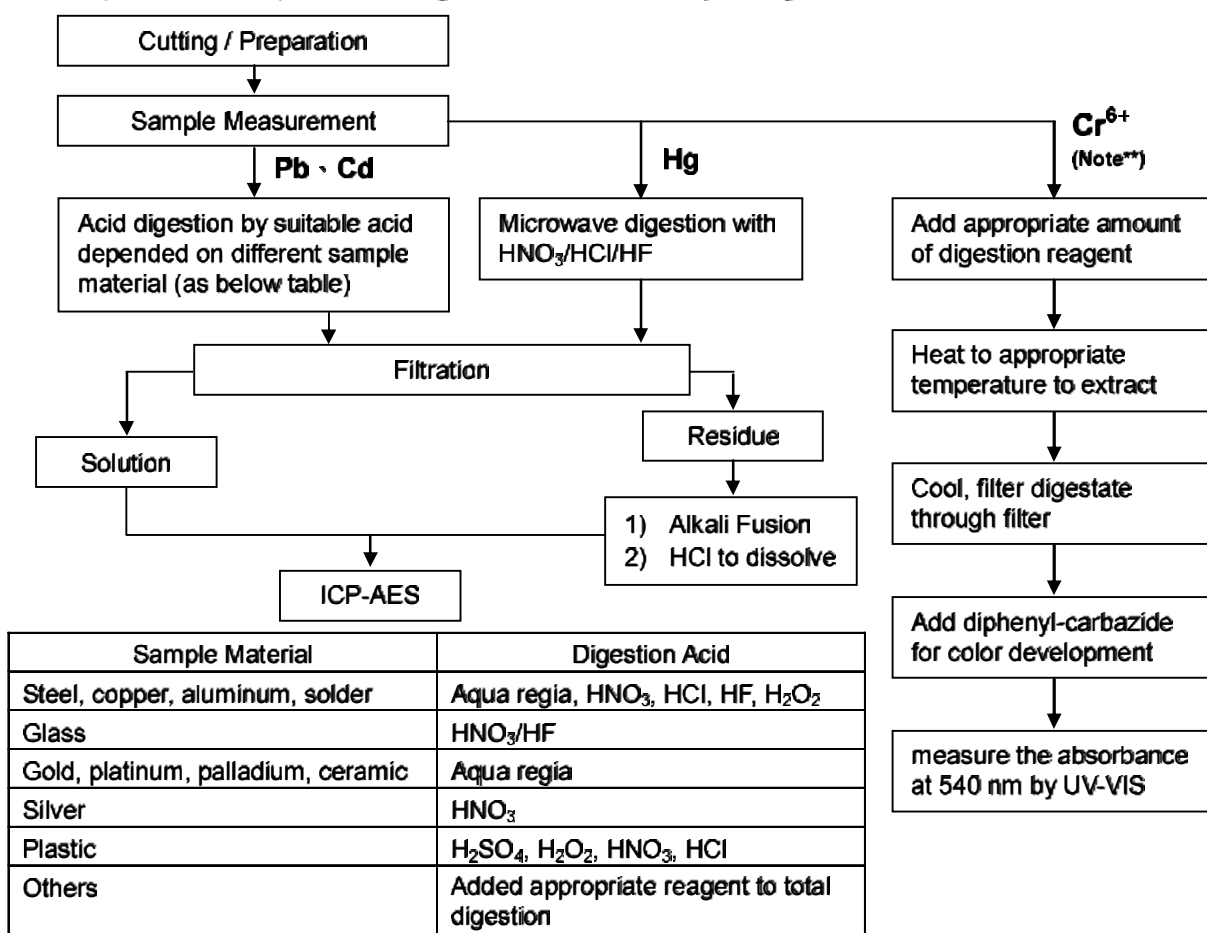 Cutting / Preparation
Sample Measurement
Pb、Cd
Hg
Cr⁶⁺
(Note**)
Acid digestion by suitable acid
depended on different sample
material (as below table)
Microwave digestion with
HNO₃/HCl/HF
Add appropriate amount
of digestion reagent
Filtration
Heat to appropriate
temperature to extract
Solution
Residue
Cool, filter digestate
through filter
1) Alkali Fusion
2) HCl to dissolve
ICP-AES
Add diphenyl-carbazide
for color development
measure the absorbance
at 540 nm by UV-VIS
Sample Material Digestion Acid
Steel, copper, aluminum, solder Aqua regia, HNO₃, HCl, HF, H₂O₂
Glass HNO₃/HF
Gold, platinum, palladium, ceramic Aqua regia
Silver HNO₃
Plastic H₂SO₄, H₂O₂, HNO₃, HCl
Others Added appropriate reagent to total
digestion